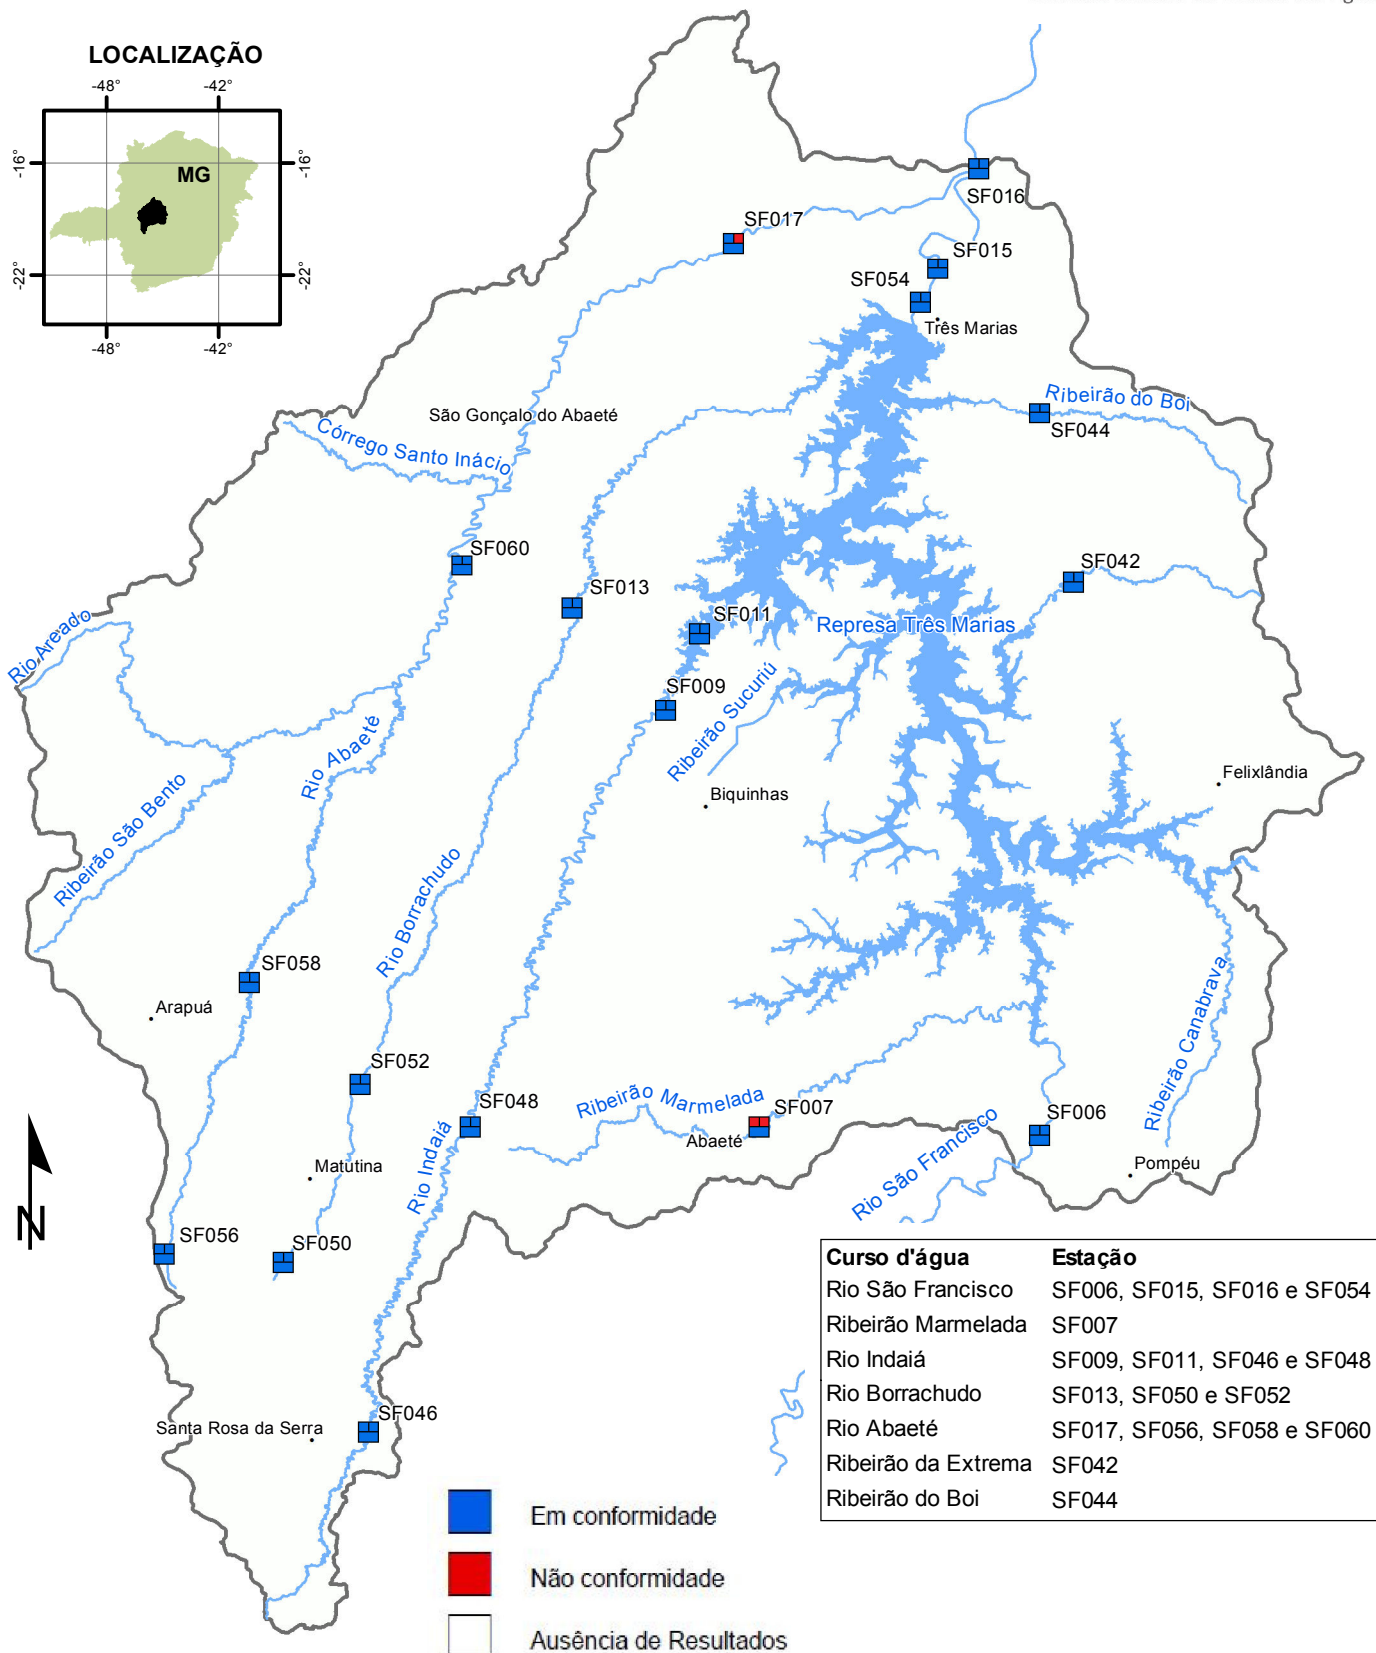 LOCALIZAÇÃO
-48°
-42°
-16°
-16°
MG
-22°
-22°
-48°
-42°
SF016
SF017
SF015
SF054
Três Marias
Ribeirão do Boi
SF044
São Gonçalo do Abaeté
Córrego Santo Inácio
SF060
SF042
SF013
SF011
Represa Três Marias
Rio Areado
SF009
Ribeirão Sucuriú
Rio Abaeté
Felixlândia
Biquinhas
Ribeirão São Bento
Rio Borrachudo
SF058
Arapuá
Ribeirão Canabrava
SF052
SF048
Ribeirão Marmelada
SF007
SF006
Abaeté
Rio São Francisco
Rio Indaiá
Matutina
Pompéu
N
SF056
SF050
Curso d'água Estação
Rio São Francisco SF006, SF015, SF016 e SF054
Ribeirão Marmelada SF007
Rio Indaiá SF009, SF011, SF046 e SF048
Rio Borrachudo SF013, SF050 e SF052
Rio Abaeté SF017, SF056, SF058 e SF060
Ribeirão da Extrema SF042
Ribeirão do Boi SF044
SF046
Santa Rosa da Serra
Em conformidade
Não conformidade
Ausência de Resultados